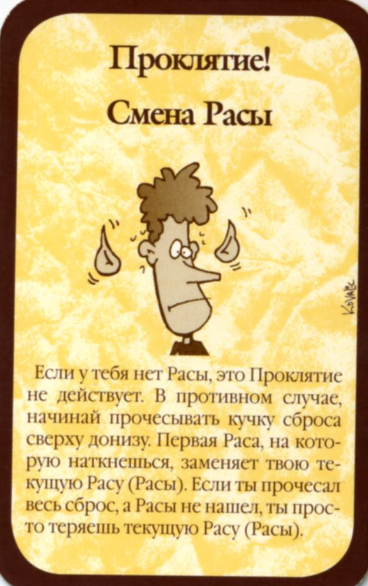 Проклятие!
Смена Расы
KOVALIC
Если у тебя нет Расы, это Проклятие
не действует. В противном случае,
начинай прочесывать кучку сброса
сверху донизу. Первая Раса, на кото-
рую наткнешься, заменяет твою те-
кущую Расу (Расы). Если ты прочесал
весь сброс, а Расы не нашел, ты прос-
то теряешь текущую Расу (Расы).